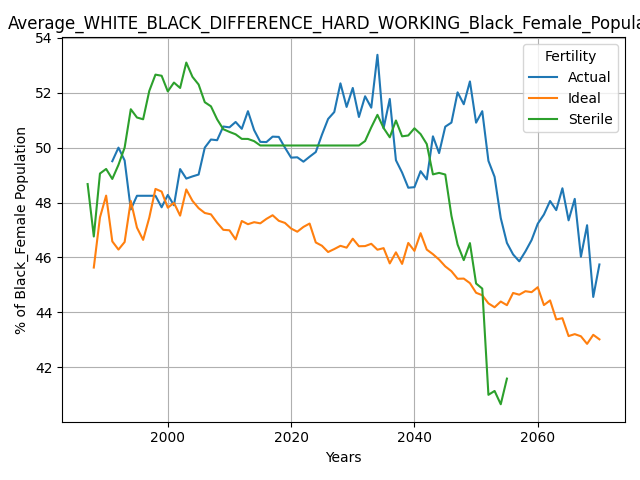 Average_WHITE_BLACK_DIFFERENCE_HARD_WORKING_Black_Female_Popula
54
52
50
48
46
44
42
% of Black_Female Population
Fertility
Actual
Ideal
Sterile
2000
2020
2040
2060
Years